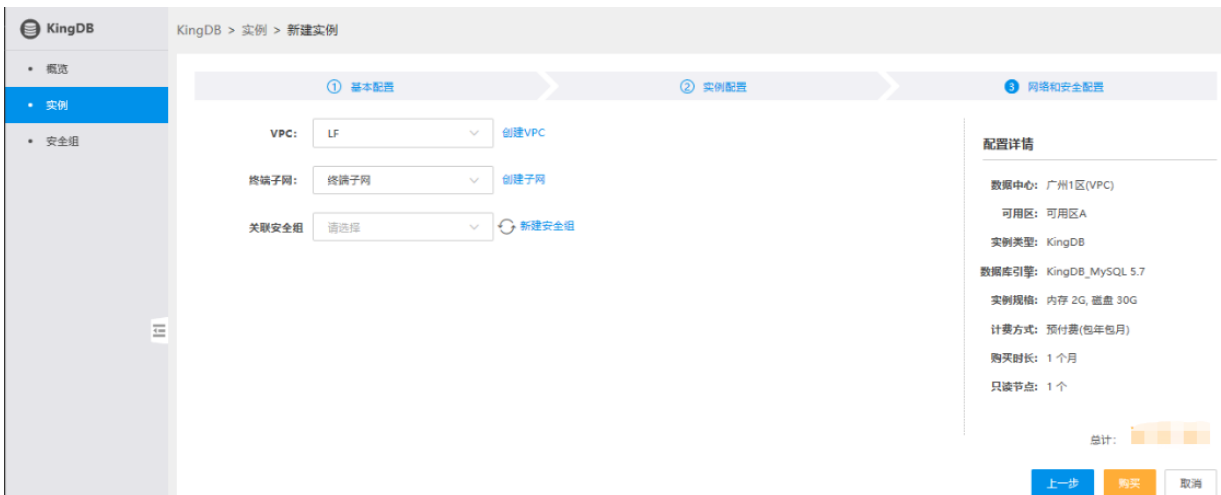 KingDB
KingDB > 实例 > 新建实例
概览
实例
安全组
1 基本配置
2 实例配置
3 网络和安全配置
VPC: LF 创建VPC
终端子网: 终端子网 创建子网
关联安全组 请选择 新建安全组
配置详情
数据中心: 广州1区(VPC)
可用区: 可用区A
实例类型: KingDB
数据库引擎: KingDB_MySQL 5.7
实例规格: 内存 2G, 磁盘 30G
计费方式: 预付费(包年包月)
购买时长: 1 个月
只读节点: 1 个
总计:
上一步 购买 取消